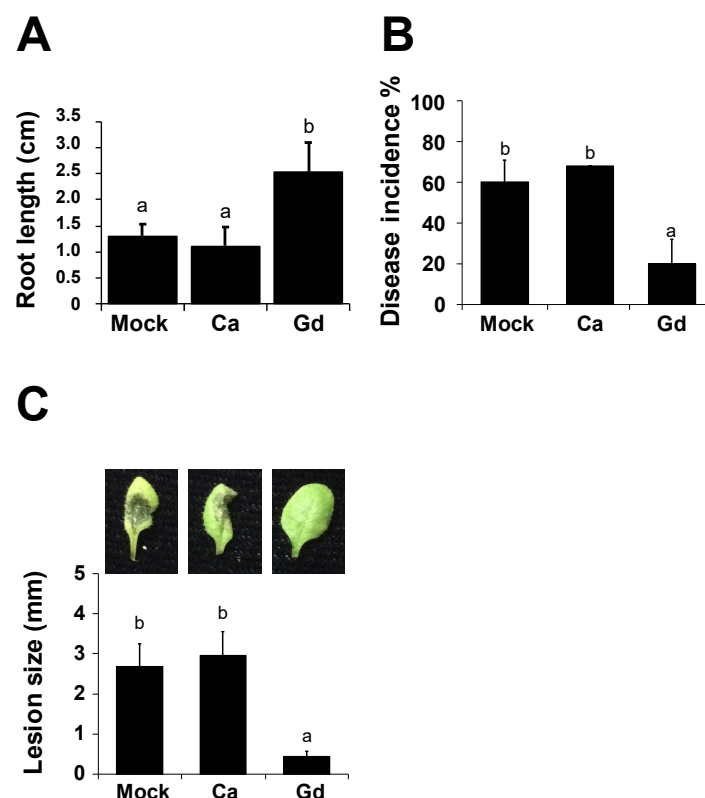 A
Root length (cm)
3.5
3.0
2.5
2.0
1.5
1.0
0.5
0
a
a
b
Mock Ca Gd
B
Disease incidence %
100
80
60
40
20
0
b
b
a
Mock Ca Gd
C
Lesion size (mm)
5
4
3
2
1
0
b
b
a
Mock Ca Gd